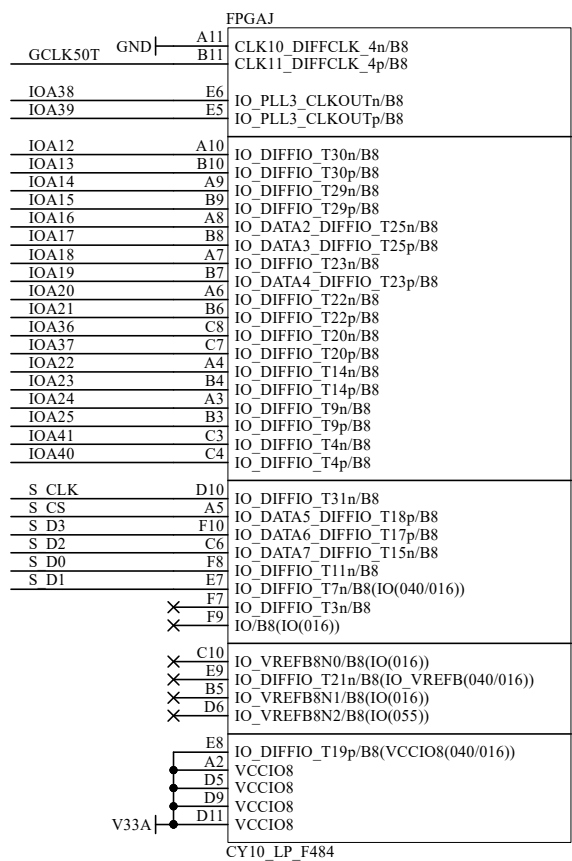 FPGAJ
GND A11 CLK10_DIFFCLK_4n/B8
GCLK50T B11 CLK11_DIFFCLK_4p/B8
IOA38 E6 IO_PLL3_CLKOUTn/B8
IOA39 E5 IO_PLL3_CLKOUTp/B8
IOA12 A10 IO_DIFFIO_T30n/B8
IOA13 B10 IO_DIFFIO_T30p/B8
IOA14 A9 IO_DIFFIO_T29n/B8
IOA15 B9 IO_DIFFIO_T29p/B8
IOA16 A8 IO_DATA2_DIFFIO_T25n/B8
IOA17 B8 IO_DATA3_DIFFIO_T25p/B8
IOA18 A7 IO_DIFFIO_T23n/B8
IOA19 B7 IO_DATA4_DIFFIO_T23p/B8
IOA20 A6 IO_DIFFIO_T22n/B8
IOA21 B6 IO_DIFFIO_T22p/B8
IOA36 C8 IO_DIFFIO_T20n/B8
IOA37 C7 IO_DIFFIO_T20p/B8
IOA22 A4 IO_DIFFIO_T14n/B8
IOA23 B4 IO_DIFFIO_T14p/B8
IOA24 A3 IO_DIFFIO_T9n/B8
IOA25 B3 IO_DIFFIO_T9p/B8
IOA41 C3 IO_DIFFIO_T4n/B8
IOA40 C4 IO_DIFFIO_T4p/B8
S_CLK D10 IO_DIFFIO_T31n/B8
S_CS A5 IO_DATA5_DIFFIO_T18p/B8
S_D3 F10 IO_DATA6_DIFFIO_T17p/B8
S_D2 C6 IO_DATA7_DIFFIO_T15n/B8
S_D0 F8 IO_DIFFIO_T11n/B8
S_D1 E7 IO_DIFFIO_T7n/B8(IO(040/016))
F7 IO_DIFFIO_T3n/B8
F9 IO/B8(IO(016))
C10 IO_VREFB8N0/B8(IO(016))
E9 IO_DIFFIO_T21n/B8(IO_VREFB(040/016))
B5 IO_VREFB8N1/B8(IO(016))
D6 IO_VREFB8N2/B8(IO(055))
E8 IO_DIFFIO_T19p/B8(VCCIO8(040/016))
A2 VCCIO8
D5 VCCIO8
D9 VCCIO8
V33A D11 VCCIO8
CY10_LP_F484